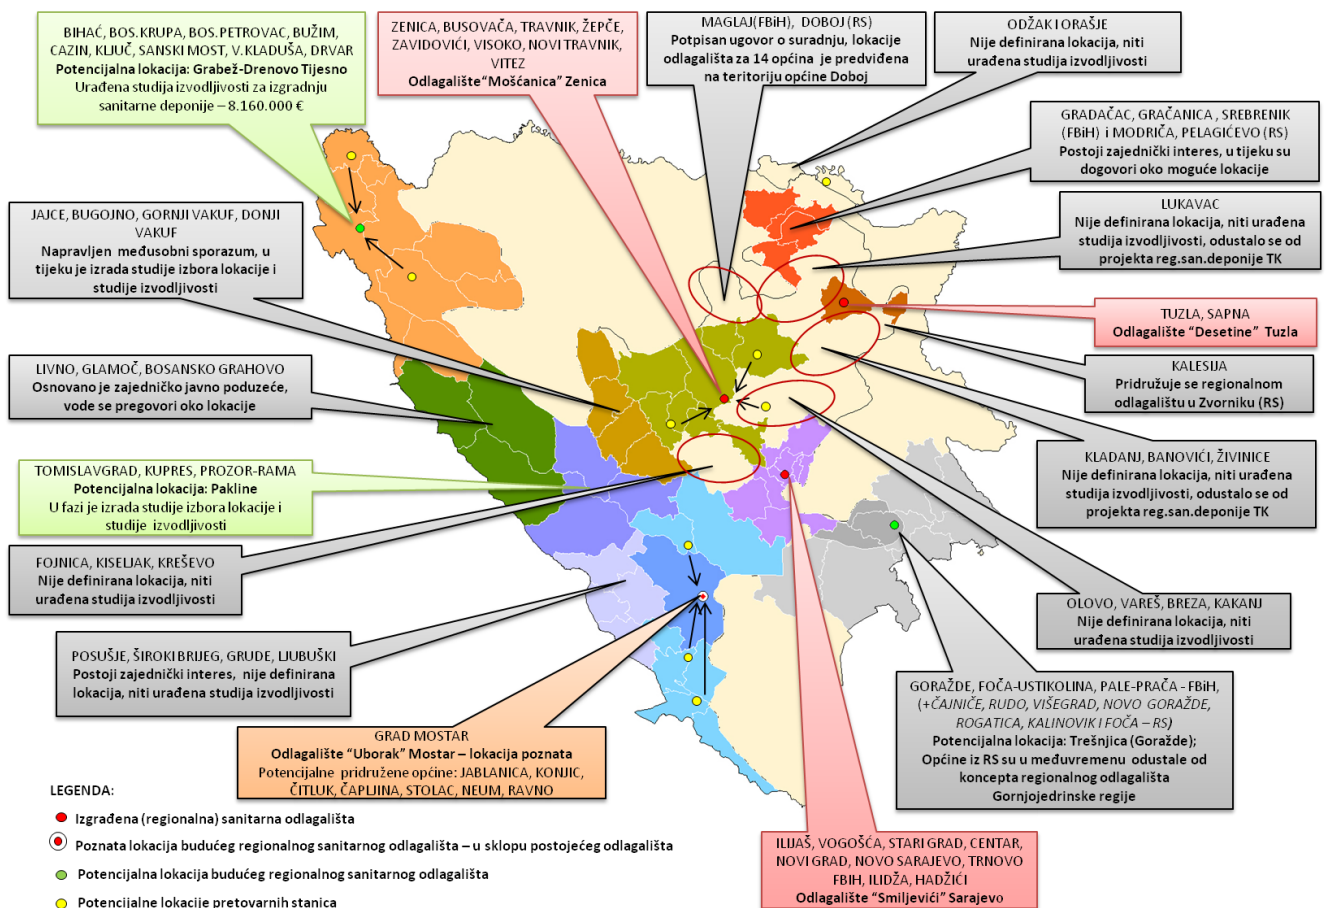 BIHAĆ, BOS.KRUPA, BOS.PETROVAC, BUŽIM,
CAZIN, KLJUČ, SANSKI MOST, V.KLADUŠA, DRVAR
Potencijalna lokacija: Grabež-Drenovo Tijesno
Urađena studija izvodljivosti za izgradnju
sanitarne deponije – 8.160.000 €
ZENICA, BUSOVAČA, TRAVNIK, ŽEPČE,
ZAVIDOVIĆI, VISOKO, NOVI TRAVNIK,
VITEZ
Odlagalište“Mošćanica” Zenica
MAGLAJ(FBiH), DOBOJ (RS)
Potpisan ugovor o suradnju, lokacije
odlagališta za 14 općina je predviđena
na teritoriju općine Doboj
ODŽAK I ORAŠJE
Nije definirana lokacija, niti
urađena studija izvodljivosti
GRADAČAC, GRAČANICA , SREBRENIK
(FBiH) i MODRIČA, PELAGIĆEVO (RS)
Postoji zajednički interes, u tijeku su
dogovori oko moguće lokacije
JAJCE, BUGOJNO, GORNJI VAKUF, DONJI
VAKUF
Napravljen međusobni sporazum, u
tijeku je izrada studije izbora lokacije i
studije izvodljivosti
LUKAVAC
Nije definirana lokacija, niti urađena
studija izvodljivosti, odustalo se od
projekta reg.san.deponije TK
TUZLA, SAPNA
Odlagalište “Desetine” Tuzla
LIVNO, GLAMOČ, BOSANSKO GRAHOVO
Osnovano je zajedničko javno poduzeće,
vode se pregovori oko lokacije
KALESIJA
Pridružuje se regionalnom
odlagalištu u Zvorniku (RS)
TOMISLAVGRAD, KUPRES, PROZOR-RAMA
Potencijalna lokacija: Pakline
U fazi je izrada studije izbora lokacije i
studije izvodljivosti
KLADANJ, BANOVIĆI, ŽIVINICE
Nije definirana lokacija, niti urađena
studija izvodljivosti, odustalo se od
projekta reg.san.deponije TK
FOJNICA, KISELJAK, KREŠEVO
Nije definirana lokacija, niti
urađena studija izvodljivosti
OLOVO, VAREŠ, BREZA, KAKANJ
Nije definirana lokacija, niti
urađena studija izvodljivosti
POSUŠJE, ŠIROKI BRIJEG, GRUDE, LJUBUŠKI
Postoji zajednički interes, nije definirana
lokacija, niti urađena studija izvodljivosti
GORAŽDE, FOČA-USTIKOLINA, PALE-PRAČA - FBiH,
(+ČAJNIČE, RUDO, VIŠEGRAD, NOVO GORAŽDE,
ROGATICA, KALINOVIK I FOČA – RS)
Potencijalna lokacija: Trešnjica (Goražde);
Općine iz RS su u međuvremenu odustale od
koncepta regionalnog odlagališta
Gornjojedrinske regije
GRAD MOSTAR
Odlagalište “Uborak” Mostar – lokacija poznata
Potencijalne pridružene općine: JABLANICA, KONJIC,
ČITLUK, ČAPLJINA, STOLAC, NEUM, RAVNO
ILIJAŠ, VOGOŠĆA, STARI GRAD, CENTAR,
NOVI GRAD, NOVO SARAJEVO, TRNOVO
FBIH, ILIDŽA, HADŽIĆI
Odlagalište “Smiljevići” Sarajevo
LEGENDA:
Izgrađena (regionalna) sanitarna odlagališta
Poznata lokacija budućeg regionalnog sanitarnog odlagališta – u sklopu postojećeg odlagališta
Potencijalna lokacija budućeg regionalnog sanitarnog odlagališta
Potencijalne lokacije pretovarnih stanica